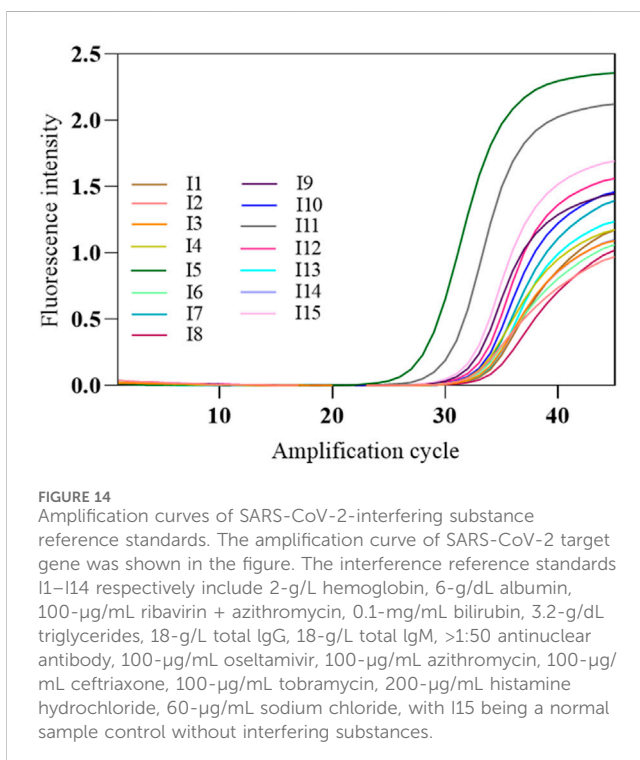 2.5
2.0
1.5
1.0
0.5
0.0
Fluorescence intensity
I1
I2
I3
I4
I5
I6
I7
I8
I9
I10
I11
I12
I13
I14
I15
10
20
30
40
Amplification cycle
FIGURE 14
Amplification curves of SARS-CoV-2-interfering substance
reference standards. The amplification curve of SARS-CoV-2 target
gene was shown in the figure. The interference reference standards
I1–I14 respectively include 2-g/L hemoglobin, 6-g/dL albumin,
100-μg/mL ribavirin + azithromycin, 0.1-mg/mL bilirubin, 3.2-g/dL
triglycerides, 18-g/L total lgG, 18-g/L total lgM, >1:50 antinuclear
antibody, 100-μg/mL oseltamivir, 100-μg/mL azithromycin, 100-μg/
mL ceftriaxone, 100-μg/mL tobramycin, 200-μg/mL histamine
hydrochloride, 60-μg/mL sodium chloride, with I15 being a normal
sample control without interfering substances.